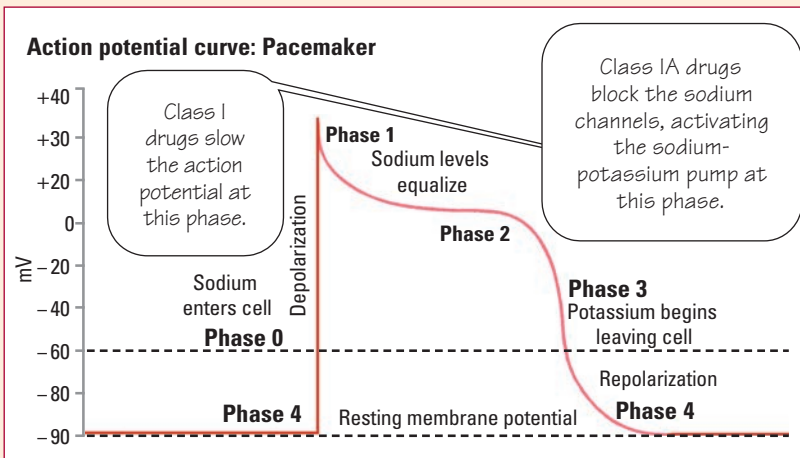 Action potential curve: Pacemaker
Class I
drugs slow
the action
potential at
this phase.
Class IA drugs
block the sodium
channels, activating
the sodium-
potassium pump at
this phase.
mV
+40
+30
+20
0
– 20
– 40
– 60
– 80
– 90
Phase 1
Sodium levels
equalize
Phase 2
Depolarization
Sodium
enters cell
Phase 0
Phase 3
Potassium begins
leaving cell
Repolarization
Phase 4
Resting membrane potential
Phase 4